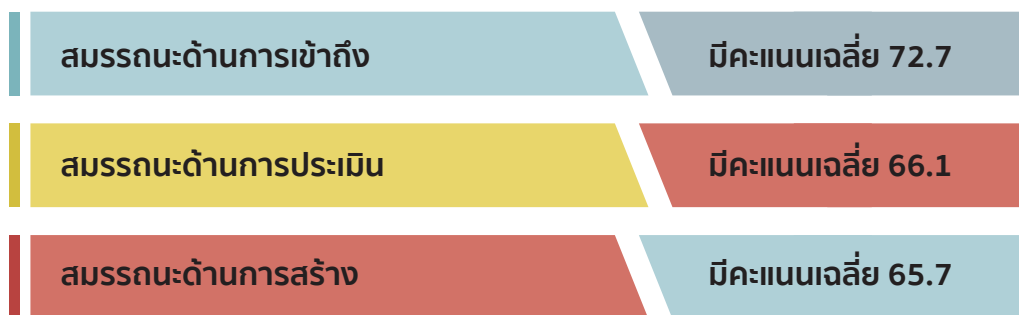 สมรรถนะด้านการเข้าถึง มีคะแนนเฉลี่ย 72.7
สมรรถนะด้านการประเมิน มีคะแนนเฉลี่ย 66.1
สมรรถนะด้านการสร้าง มีคะแนนเฉลี่ย 65.7